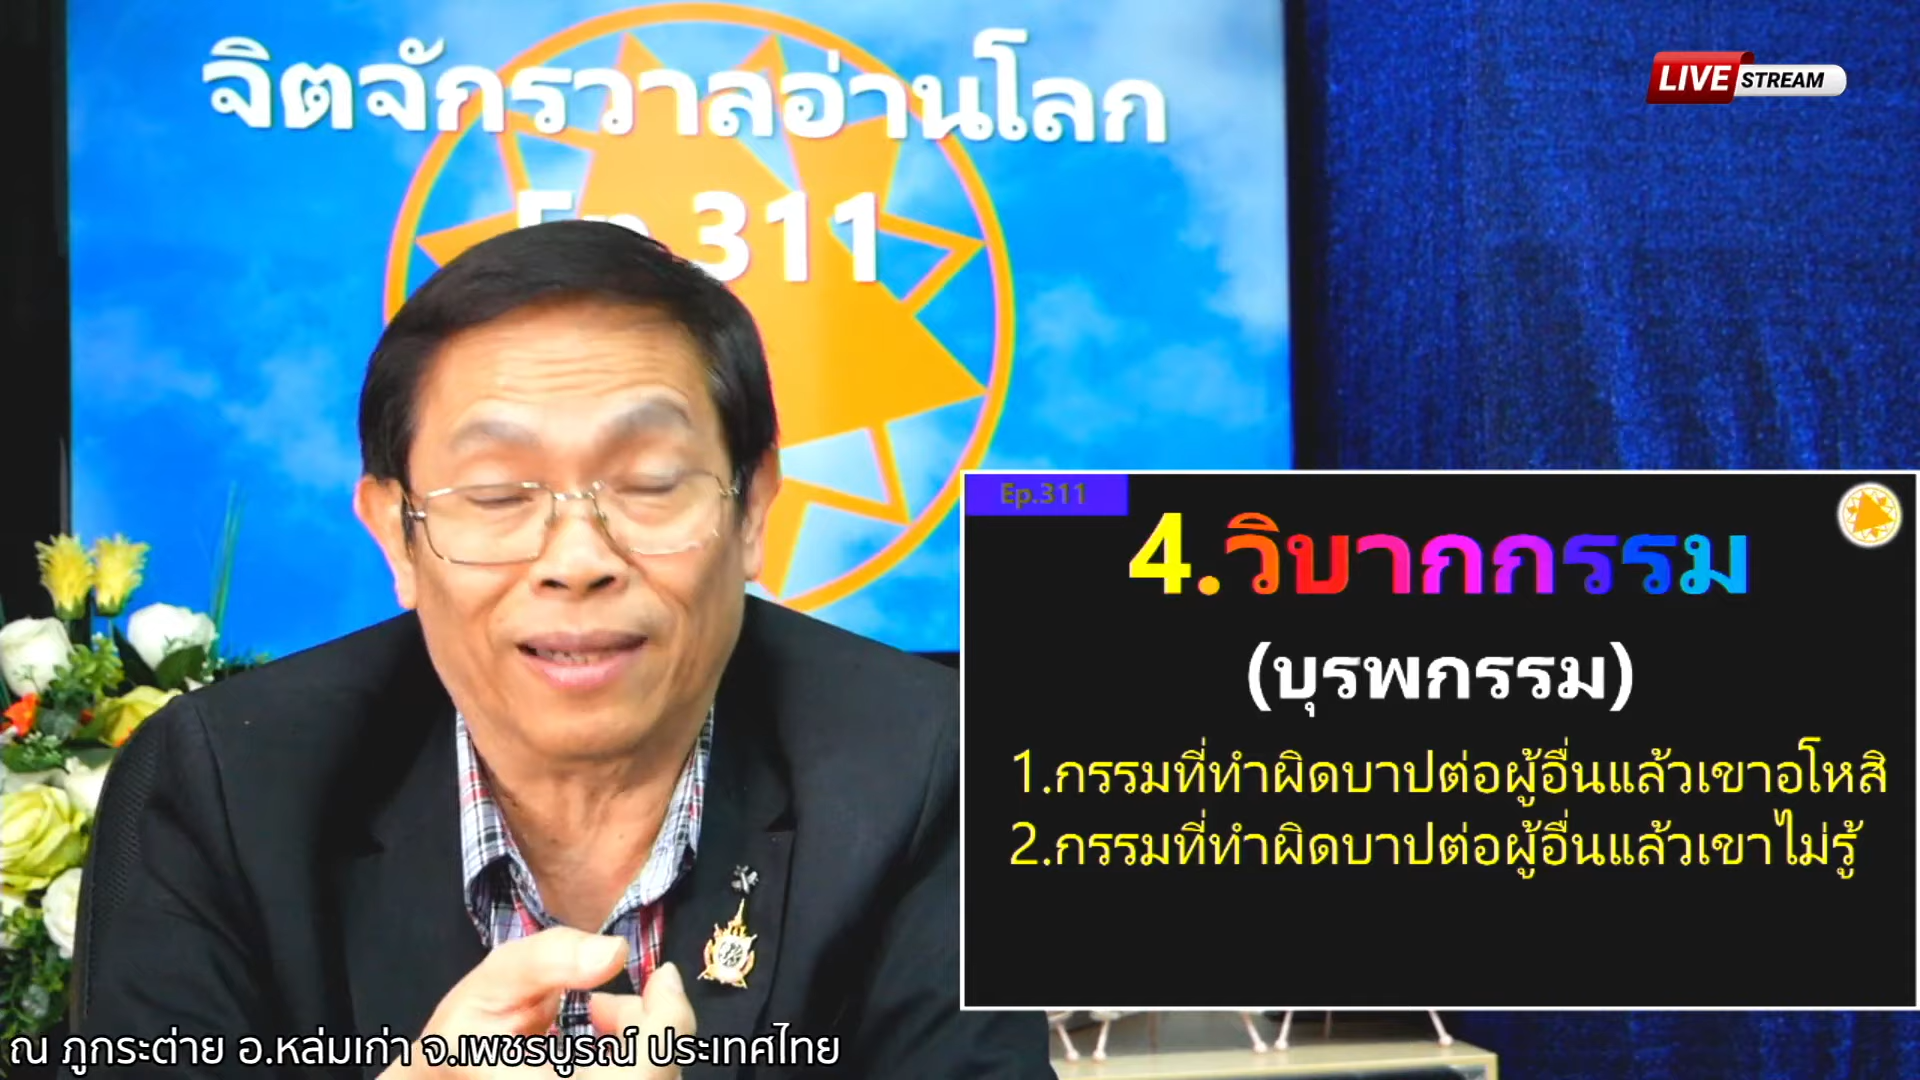 จิตจักรวาลอ่านโลก
Ep.311
LIVE STREAM
Ep.311
4.วิบากกรรม
(บุรพกรรม)
1.กรรมที่ทำผิดบาปต่อผู้อื่นแล้วเขาอโหสิ
2.กรรมที่ทำผิดบาปต่อผู้อื่นแล้วเขาไม่รู้
ณ ภูกระต่าย อ.หล่มเก่า จ.เพชรบูรณ์ ประเทศไทย